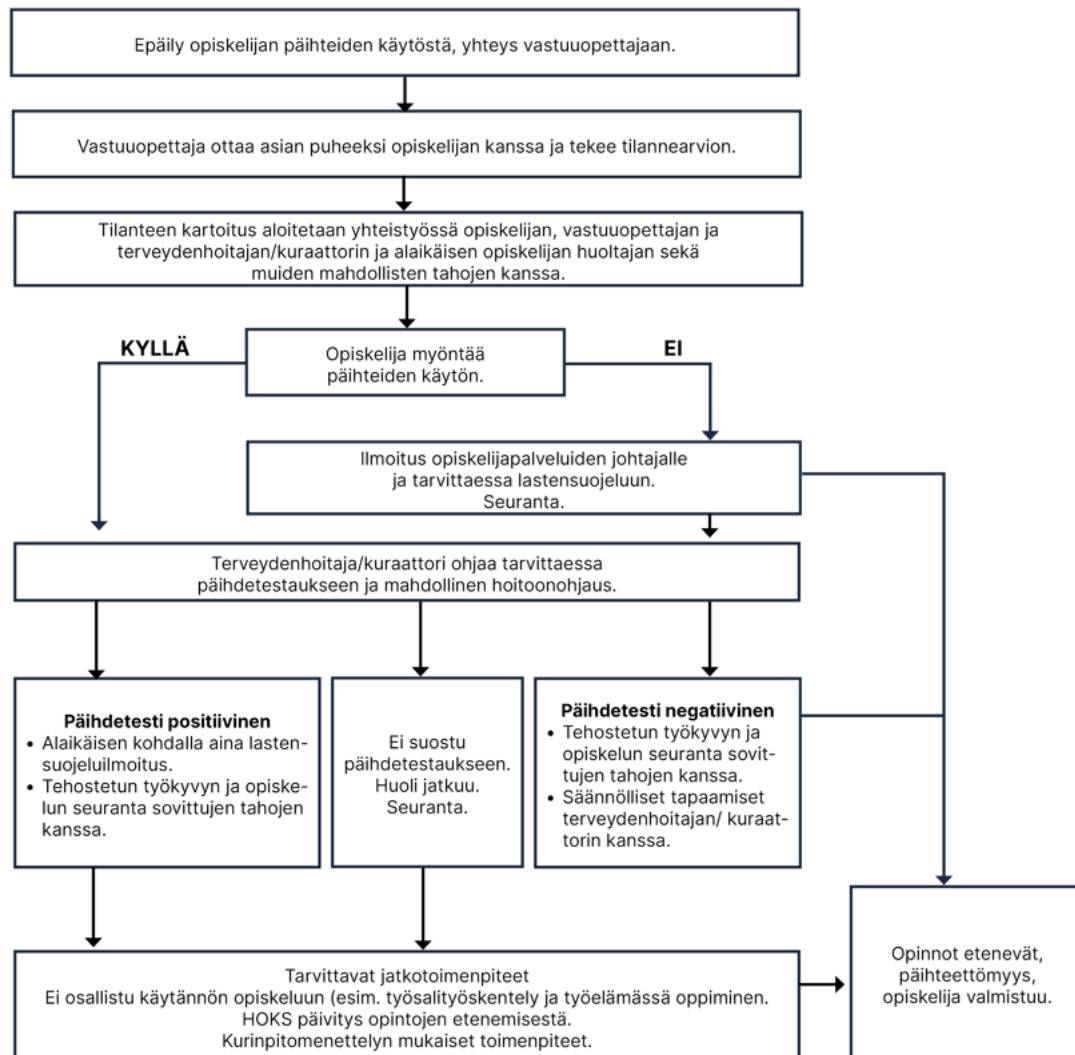 Epäily opiskelijan päihteiden käytöstä, yhteys vastuuopettajaan.
Vastuuopettaja ottaa asian puheeksi opiskelijan kanssa ja tekee tilannearvion.
Tilanteen kartoitus aloitetaan yhteistyössä opiskelijan, vastuuopettajan ja
terveydenhoitajan/kuraattorin ja alaikäisen opiskelijan huoltajan sekä
muiden mahdollisten tahojen kanssa.
KYLLÄ
Opiskelija myöntää
päihteiden käytön.
EI
Ilmoitus opiskelijapalveluiden johtajalle
ja tarvittaessa lastensuojeluun.
Seuranta.
Terveydenhoitaja/kuraattori ohjaa tarvittaessa
päihdetestaukseen ja mahdollinen hoitoonohjaus.
Päihdetesti positiivinen
• Alaikäisen kohdalla aina lasten-
suojeluilmoitus.
• Tehostetun työkyvyn ja opiske-
lun seuranta sovittujen tahojen
kanssa.
Ei suostu
päihdetestaukseen.
Huoli jatkuu.
Seuranta.
Päihdetesti negatiivinen
• Tehostetun työkyvyn ja
opiskelun seuranta sovit-
tujen tahojen kanssa.
• Säännölliset tapaamiset
terveydenhoitajan/ kuraat-
torin kanssa.
Tarvittavat jatkotoimenpiteet
Ei osallistu käytännön opiskeluun (esim. työsalityöskentely ja työelämässä oppiminen.
HOKS päivitys opintojen etenemisestä.
Kurinpitomenettelyn mukaiset toimenpiteet.
Opinnot etenevät,
päihteettömyys,
opiskelija valmistuu.